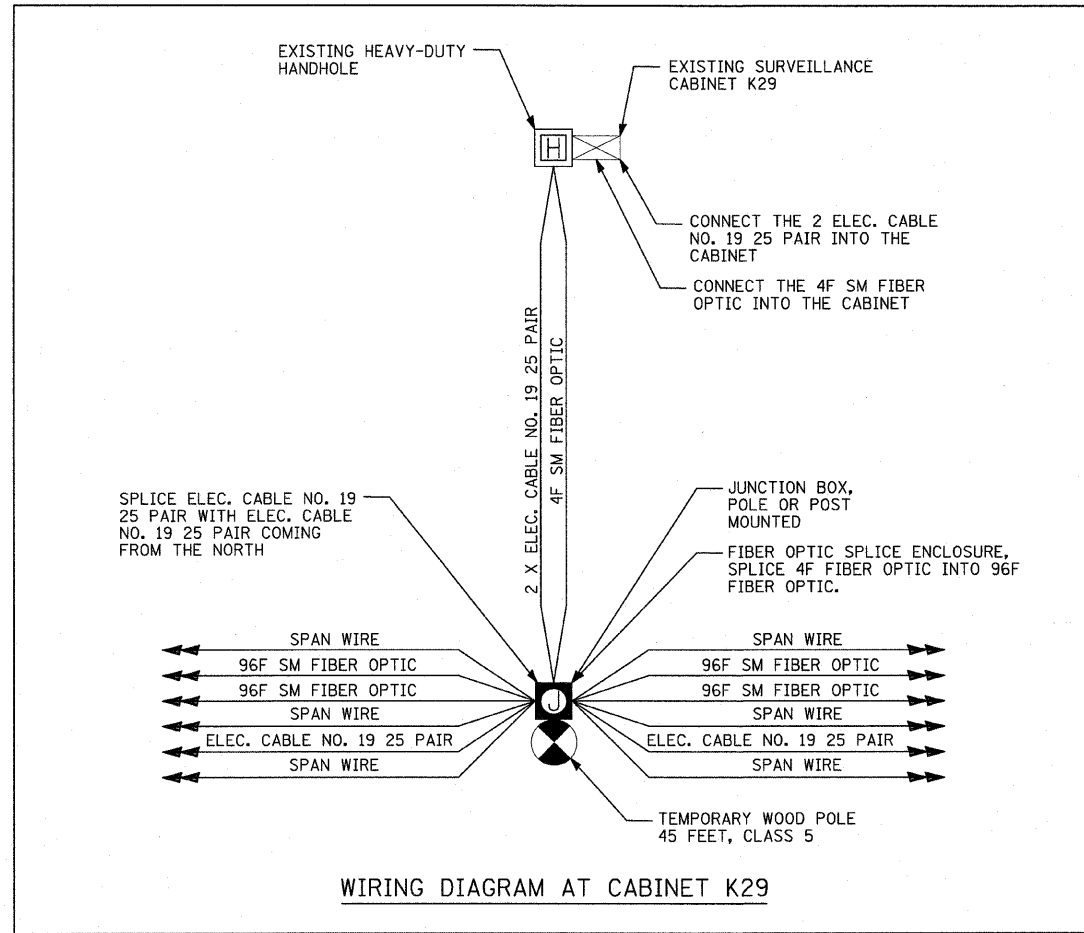 EXISTING HEAVY-DUTY
HANDHOLE
EXISTING SURVEILLANCE
CABINET K29
H
CONNECT THE 2 ELEC. CABLE
NO. 19 25 PAIR INTO THE
CABINET
CONNECT THE 4F SM FIBER
OPTIC INTO THE CABINET
2 X ELEC. CABLE NO. 19 25 PAIR
4F SM FIBER OPTIC
SPLICE ELEC. CABLE NO. 19
25 PAIR WITH ELEC. CABLE
NO. 19 25 PAIR COMING
FROM THE NORTH
JUNCTION BOX,
POLE OR POST
MOUNTED
FIBER OPTIC SPLICE ENCLOSURE,
SPLICE 4F FIBER OPTIC INTO 96F
FIBER OPTIC.
SPAN WIRE
96F SM FIBER OPTIC
96F SM FIBER OPTIC
SPAN WIRE
ELEC. CABLE NO. 19 25 PAIR
SPAN WIRE
J
SPAN WIRE
96F SM FIBER OPTIC
96F SM FIBER OPTIC
SPAN WIRE
ELEC. CABLE NO. 19 25 PAIR
SPAN WIRE
TEMPORARY WOOD POLE
45 FEET, CLASS 5
WIRING DIAGRAM AT CABINET K29